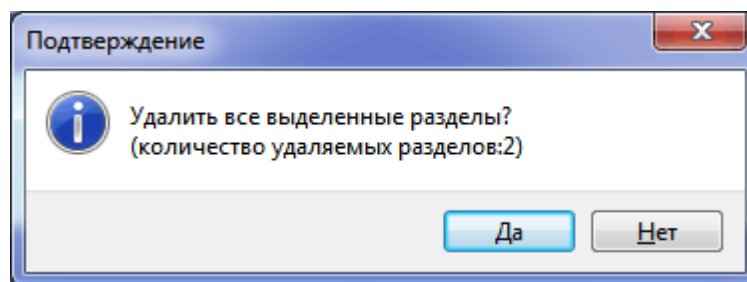 Подтверждение
Удалить все выделенные разделы?
(количество удаляемых разделов:2)
Да
Нет